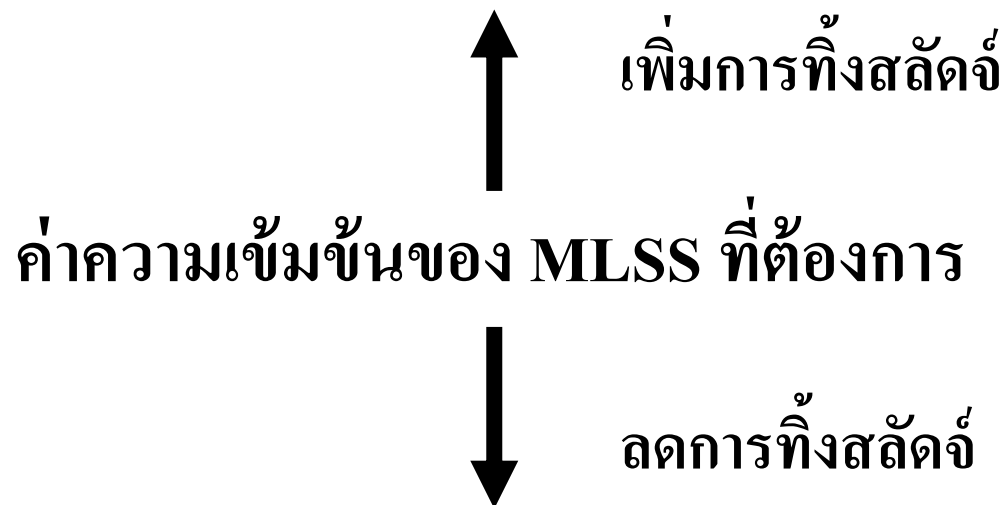 เพิ่มการทิ้งสลัดจ์
ค่าความเข้มข้นของ MLSS ที่ต้องการ
ลดการทิ้งสลัดจ์